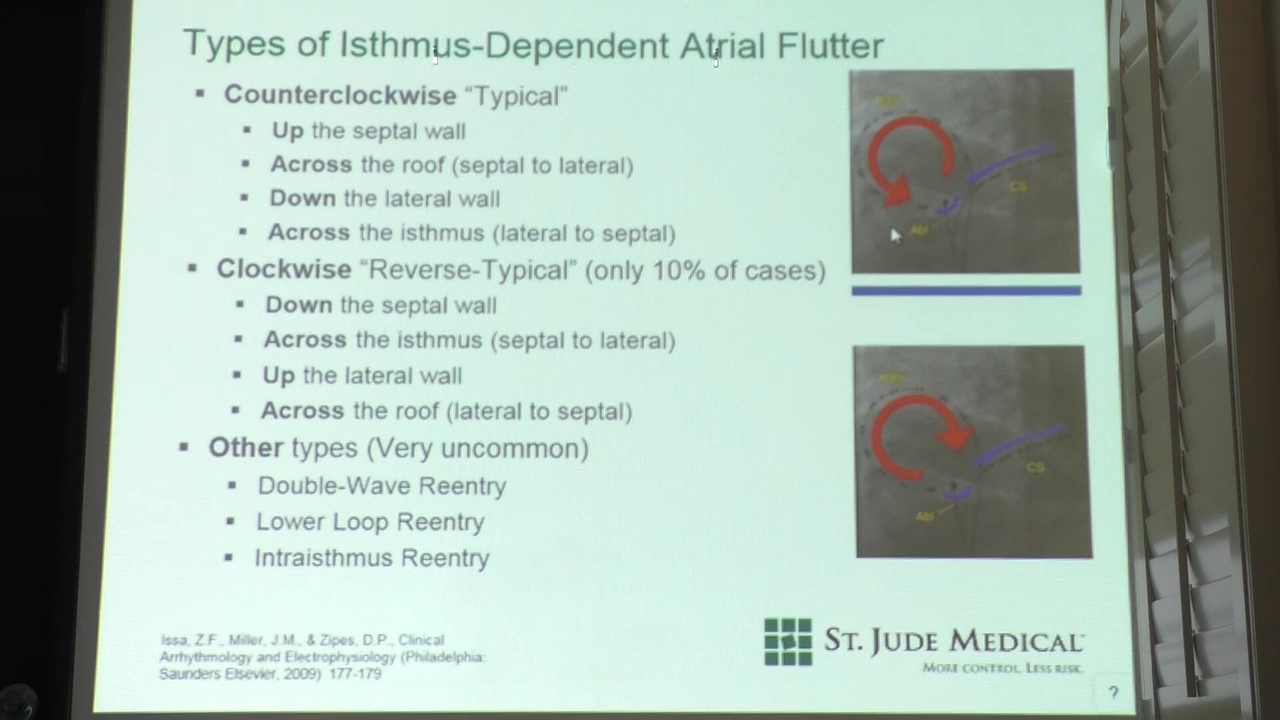 Types of Isthmus-Dependent Atrial Flutter
▪ Counterclockwise “Typical”
▪ Up the septal wall
▪ Across the roof (septal to lateral)
▪ Down the lateral wall
▪ Across the isthmus (lateral to septal)
▪ Clockwise “Reverse-Typical” (only 10% of cases)
▪ Down the septal wall
▪ Across the isthmus (septal to lateral)
▪ Up the lateral wall
▪ Across the roof (lateral to septal)
▪ Other types (Very uncommon)
▪ Double-Wave Reentry
▪ Lower Loop Reentry
▪ Intraisthmus Reentry
CS
Abl
CS
Abl
Issa, Z.F., Miller, J.M., & Zipes, D.P., Clinical
Arrhythmology and Electrophysiology (Philadelphia:
Saunders Elsevier, 2009) 177-179
ST. JUDE MEDICAL
MORE CONTROL. LESS RISK.
?